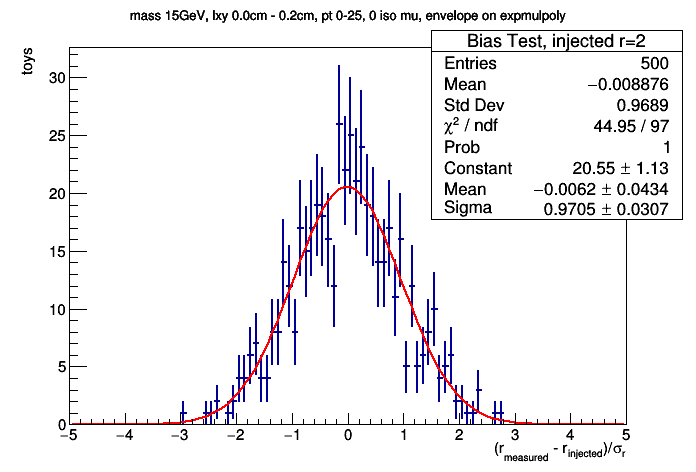 mass 15GeV, lxy 0.0cm - 0.2cm, pt 0-25, 0 iso mu, envelope on expmulpoly
Bias Test, injected r=2
Entries 500
Mean −0.008876
Std Dev 0.9689
χ² / ndf 44.95 / 97
Prob 1
Constant 20.55 ± 1.13
Mean −0.0062 ± 0.0434
Sigma 0.9705 ± 0.0307
toys
30
25
20
15
10
5
0
−5 −4 −3 −2 −1 0 1 2 3 4 5
(r_measured - r_injected)/σ_r